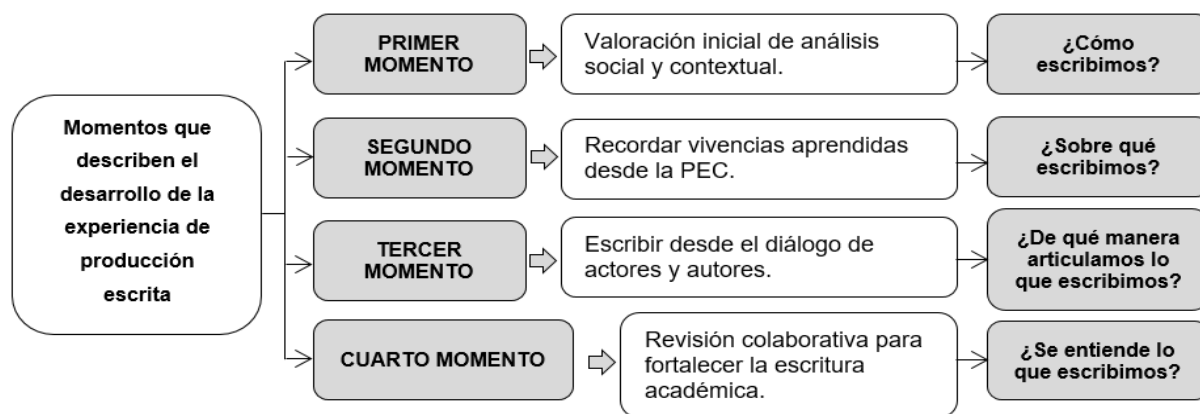 Momentos que
describen el
desarrollo de la
experiencia de
producción
escrita
PRIMER
MOMENTO
Valoración inicial de análisis
social y contextual.
¿Cómo
escribimos?
SEGUNDO
MOMENTO
Recordar vivencias aprendidas
desde la PEC.
¿Sobre qué
escribimos?
TERCER
MOMENTO
Escribir desde el diálogo de
actores y autores.
¿De qué manera
articulamos lo
que escribimos?
CUARTO MOMENTO
Revisión colaborativa para
fortalecer la escritura
académica.
¿Se entiende lo
que escribimos?